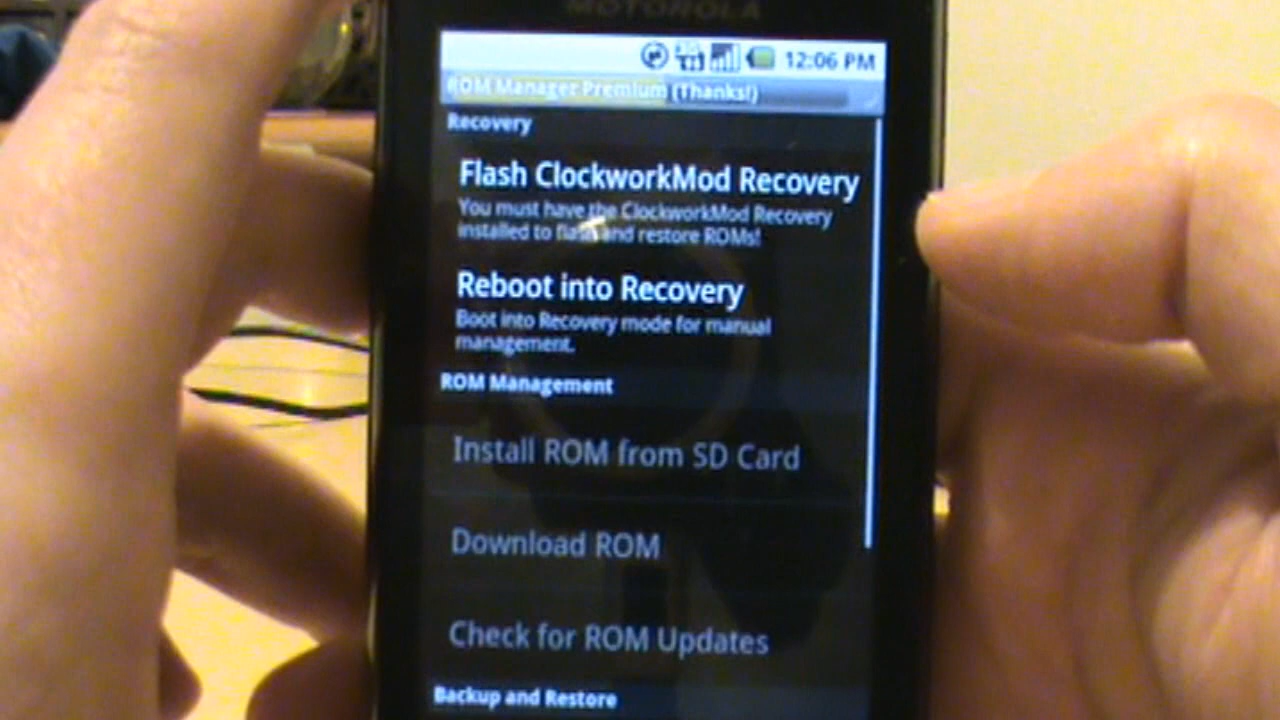 MOTOROLA
12:06 PM
ROM Manager Premium (Thanks!)
Recovery
Flash ClockworkMod Recovery
You must have the ClockworkMod Recovery
installed to flash and restore ROMs!
Reboot into Recovery
Boot into Recovery mode for manual
management.
ROM Management
Install ROM from SD Card
Download ROM
Check for ROM Updates
Backup and Restore